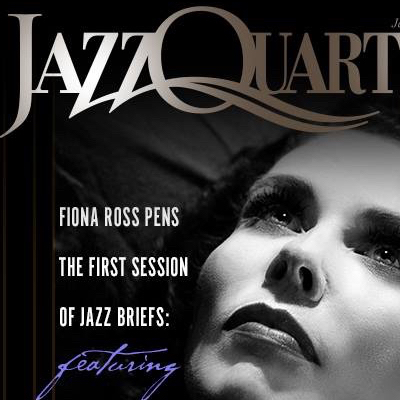 JAZZQUART
FIONA ROSS PENS
THE FIRST SESSION
OF JAZZ BRIEFS:
featuring